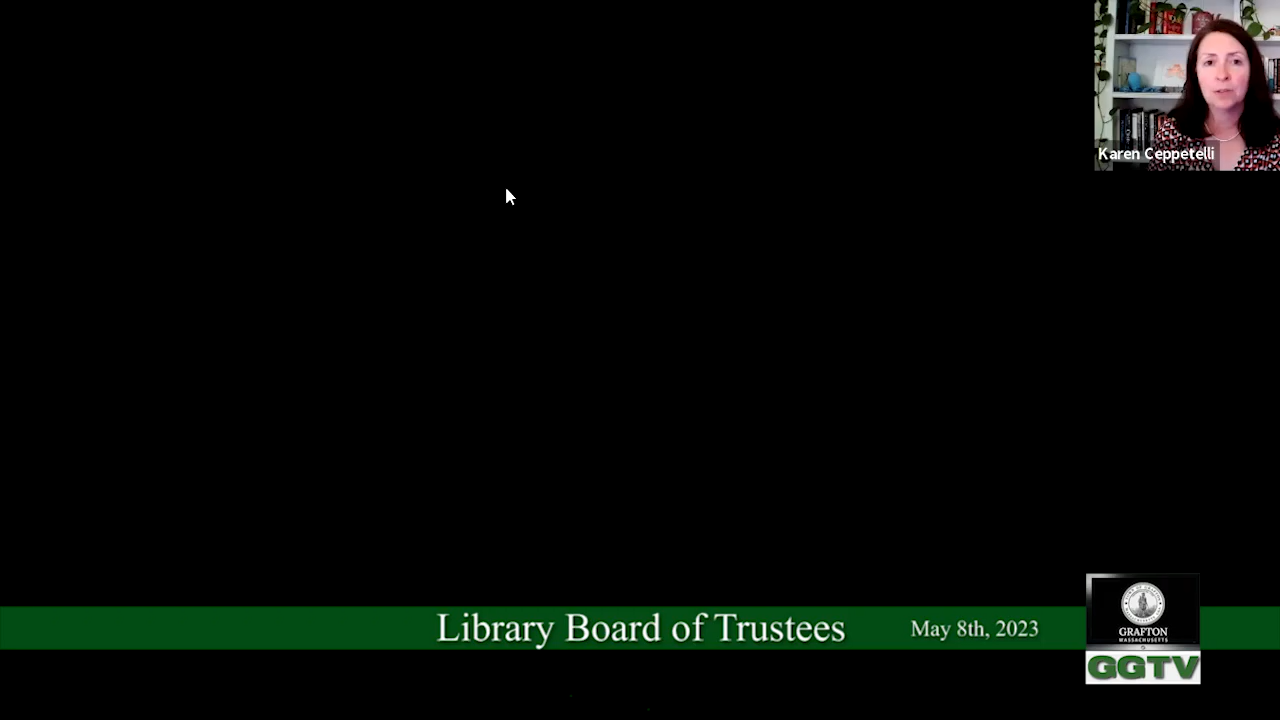 Karen Ceppetelli
Library Board of Trustees
May 8th, 2023
GRAFTON
MASSACHUSETTS
GGTV